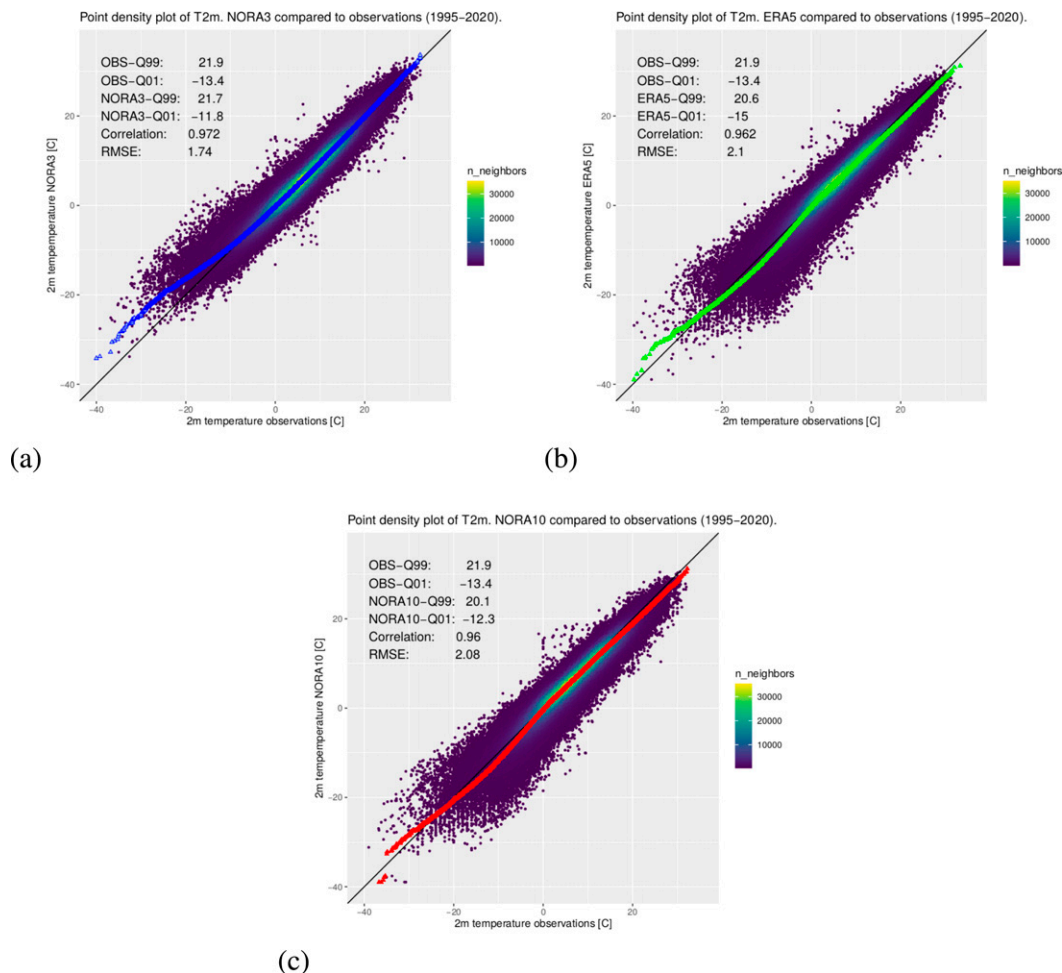 Point density plot of T2m. NORA3 compared to observations (1995−2020).
OBS−Q99: 21.9
OBS−Q01: −13.4
NORA3−Q99: 21.7
NORA3−Q01: −11.8
Correlation: 0.972
RMSE: 1.74
2m tempemperature NORA3 [C]
20
0
−20
−40
−40 −20 0 20
2m temperature observations [C]
n_neighbors
30000
20000
10000
(a)
Point density plot of T2m. ERA5 compared to observations (1995−2020).
OBS−Q99: 21.9
OBS−Q01: −13.4
ERA5−Q99: 20.6
ERA5−Q01: −15
Correlation: 0.962
RMSE: 2.1
2m tempemperature ERA5 [C]
20
0
−20
−40
−40 −20 0 20
2m temperature observations [C]
n_neighbors
30000
20000
10000
(b)
Point density plot of T2m. NORA10 compared to observations (1995−2020).
OBS−Q99: 21.9
OBS−Q01: −13.4
NORA10−Q99: 20.1
NORA10−Q01: −12.3
Correlation: 0.96
RMSE: 2.08
2m tempemperature NORA10 [C]
20
0
−20
−40
−40 −20 0 20
2m temperature observations [C]
n_neighbors
30000
20000
10000
(c)